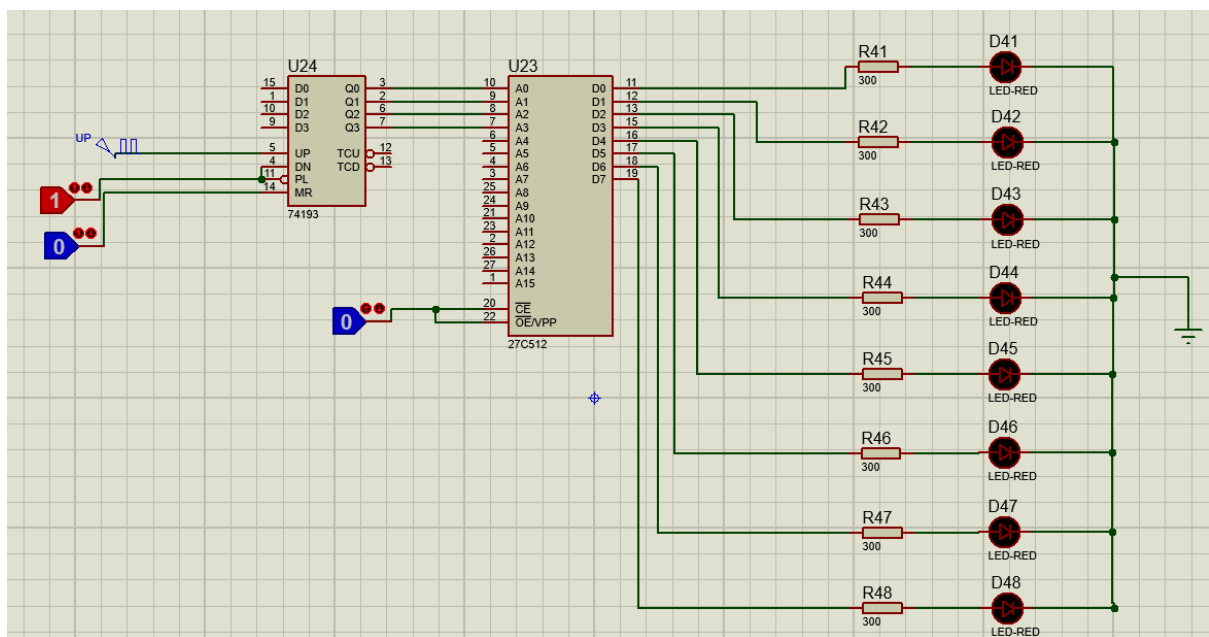 U24
15 D0 Q0 3
1 D1 Q1 2
10 D2 Q2 6
9 D3 Q3 7
UP
5 UP TCU 12
4 DN TCD 13
11 PL
14 MR
74193
1
0
U23
10 A0 D0 11
9 A1 D1 12
8 A2 D2 13
7 A3 D3 15
6 A4 D4 16
5 A5 D5 17
4 A6 D6 18
3 A7 D7 19
25 A8
24 A9
21 A10
23 A11
2 A12
26 A13
27 A14
1 A15
20 CE
22 OE/VPP
27C512
0
R41
300
D41
LED-RED
R42
300
D42
LED-RED
R43
300
D43
LED-RED
R44
300
D44
LED-RED
R45
300
D45
LED-RED
R46
300
D46
LED-RED
R47
300
D47
LED-RED
R48
300
D48
LED-RED